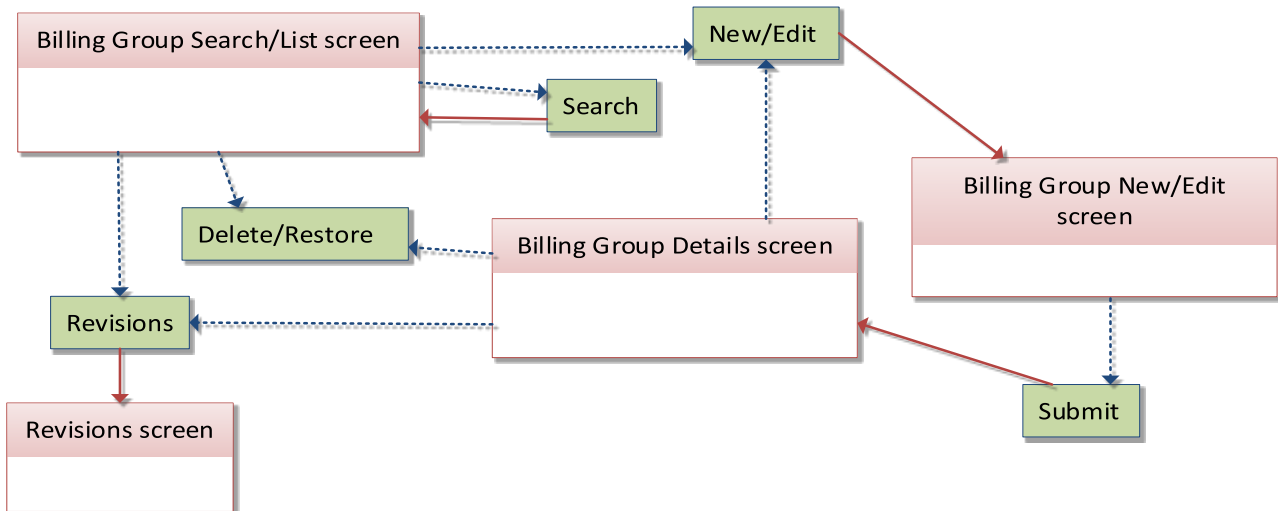 Billing Group Search/List screen
New/Edit
Search
Billing Group New/Edit
screen
Delete/Restore
Billing Group Details screen
Revisions
Submit
Revisions screen